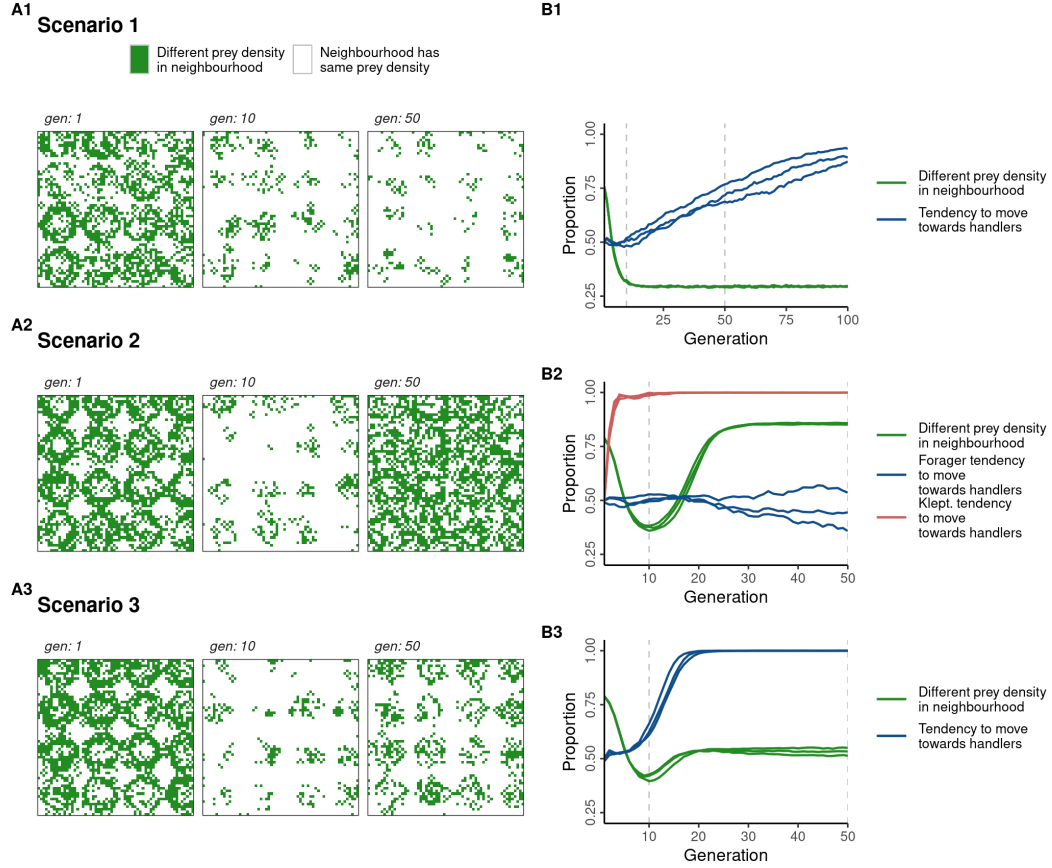 A1
Scenario 1
Different prey density
in neighbourhood
Neighbourhood has
same prey density
gen: 1
gen: 10
gen: 50
B1
1.00
0.75
0.50
0.25
Proportion
25
50
75
100
Generation
Different prey density
in neighbourhood
Tendency to move
towards handlers
A2
Scenario 2
gen: 1
gen: 10
gen: 50
B2
1.00
0.75
0.50
0.25
Proportion
10
20
30
40
50
Generation
Different prey density
in neighbourhood
Forager tendency
to move
towards handlers
Klept. tendency
to move
towards handlers
A3
Scenario 3
gen: 1
gen: 10
gen: 50
B3
1.00
0.75
0.50
0.25
Proportion
10
20
30
40
50
Generation
Different prey density
in neighbourhood
Tendency to move
towards handlers